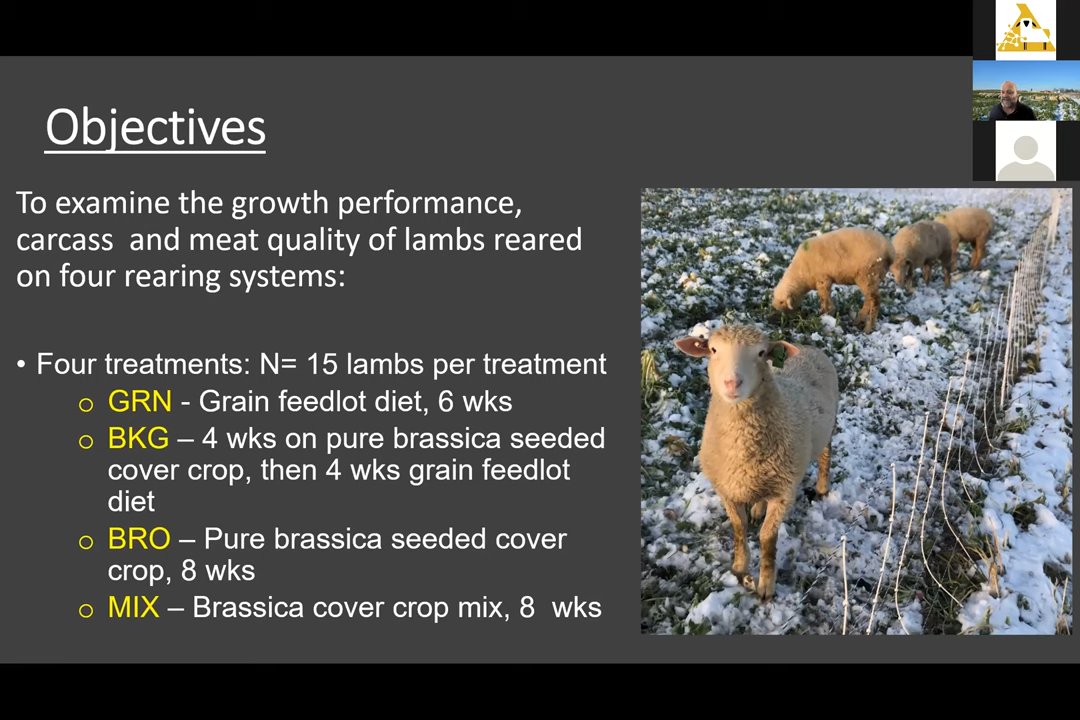 Objectives
To examine the growth performance,
carcass  and meat quality of lambs reared
on four rearing systems:
• Four treatments: N= 15 lambs per treatment
o GRN - Grain feedlot diet, 6 wks
o BKG – 4 wks on pure brassica seeded
cover crop, then 4 wks grain feedlot
diet
o BRO – Pure brassica seeded cover
crop, 8 wks
o MIX – Brassica cover crop mix, 8  wks